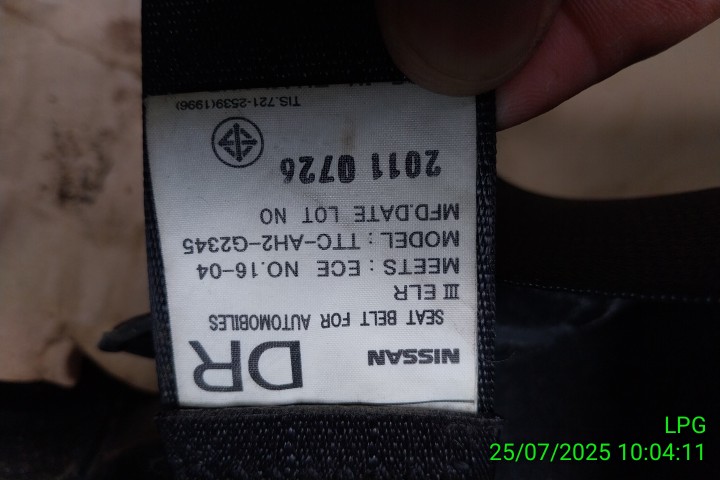 NISSAN DR
SEAT BELT FOR AUTOMOBILES
III ELR
MEETS : ECE NO.16-04
MODEL : TTC-AH2-G2345
MFD.DATE LOT NO
2011 0726
TIS.721-2539(1996)
LPG
25/07/2025 10:04:11